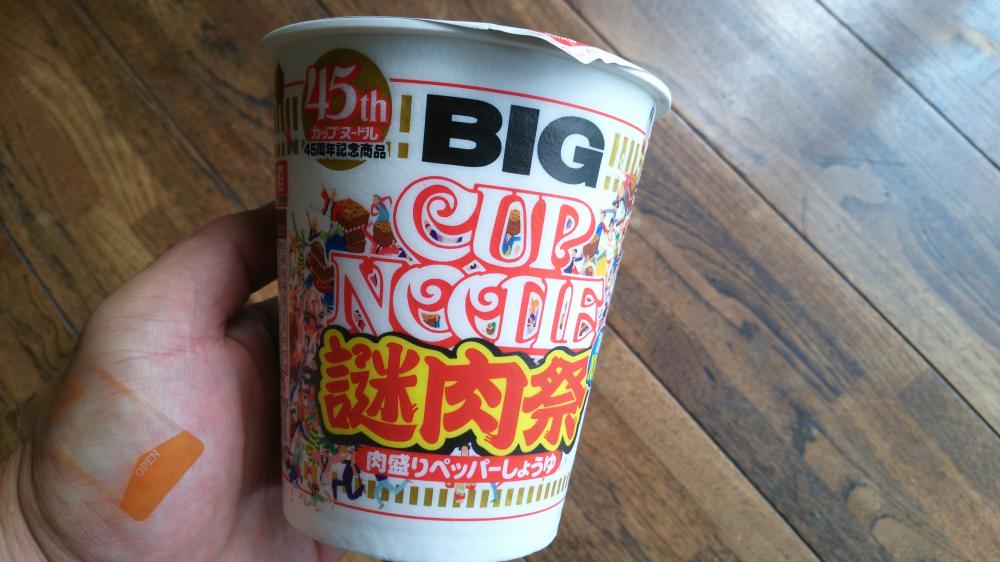 45th
カップヌードル
45周年記念商品
BIG
CUP
NOODLE
謎肉祭
肉盛りペッパーしょうゆ
OPEN